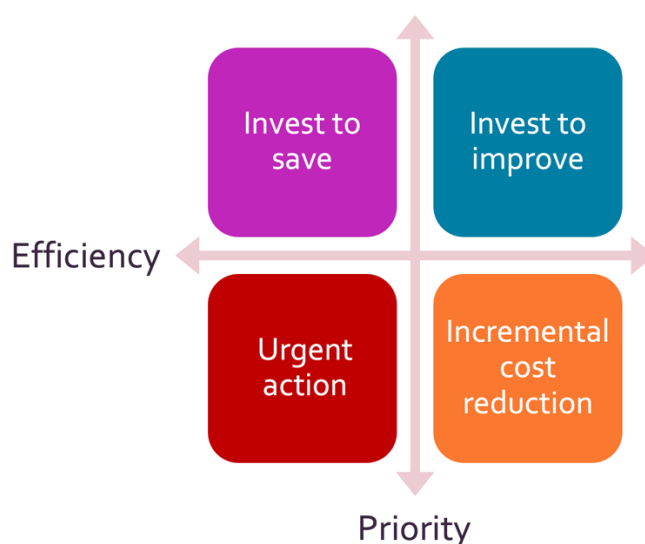 Invest to
save
Invest to
improve
Efficiency
Urgent
action
Incremental
cost
reduction
Priority